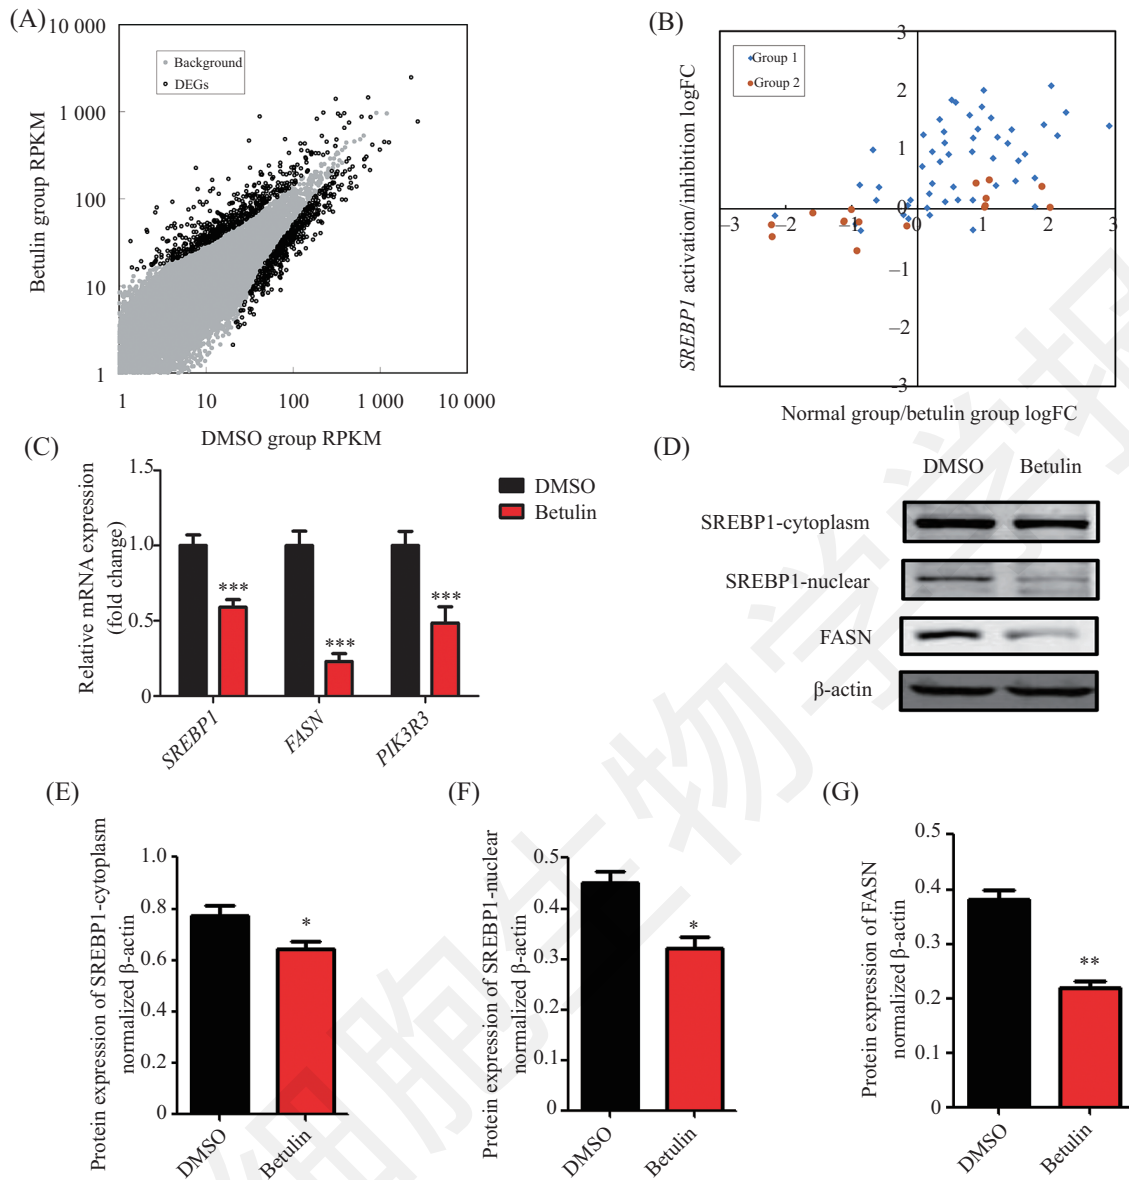 (A)
10 000
1 000
100
10
1
Betulin group RPKM
Background
DEGs
1
10
100
1 000
10 000
DMSO group RPKM
(B)
3
2
1
0
−1
−2
−3
SREBP1 activation/inhibition logFC
Group 1
Group 2
−3
−2
−1
0
1
2
3
Normal group/betulin group logFC
(C)
1.5
1.0
0.5
0
Relative mRNA expression
(fold change)
***
***
***
DMSO
Betulin
SREBP1
FASN
PIK3R3
(D)
DMSO
Betulin
SREBP1-cytoplasm
SREBP1-nuclear
FASN
β-actin
(E)
Protein expression of SREBP1-cytoplasm
normalized β-actin
1.0
0.8
0.6
0.4
0.2
0
*
DMSO
Betulin
(F)
Protein expression of SREBP1-nuclear
normalized β-actin
0.5
0.4
0.3
0.2
0.1
0
*
DMSO
Betulin
(G)
Protein expression of FASN
normalized β-actin
0.5
0.4
0.3
0.2
0.1
0
**
DMSO
Betulin
细胞生物学学报